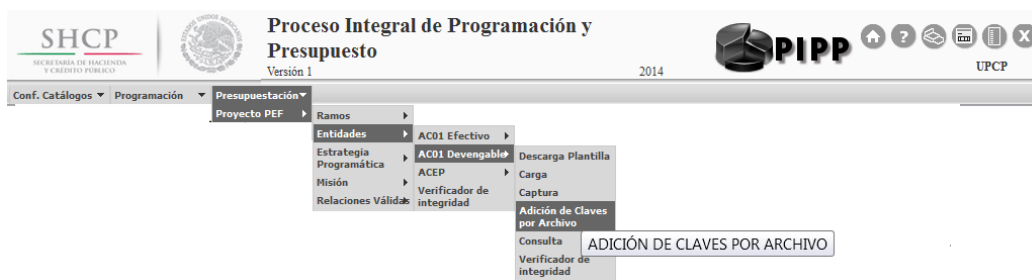 SHCP
SECRETARÍA DE HACIENDA
Y CRÉDITO PÚBLICO
Proceso Integral de Programación y
Presupuesto
Versión 1
2014
PIPP
UPCP
Conf. Catálogos
Programación
Presupuestación
Proyecto PEF
Ramos
Entidades
Estrategia
Programática
Misión
Relaciones Válidas
AC01 Efectivo
AC01 Devengable
ACEP
Verificador de
integridad
Descarga Plantilla
Carga
Captura
Adición de Claves
por Archivo
Consulta
Verificador de
integridad
ADICIÓN DE CLAVES POR ARCHIVO